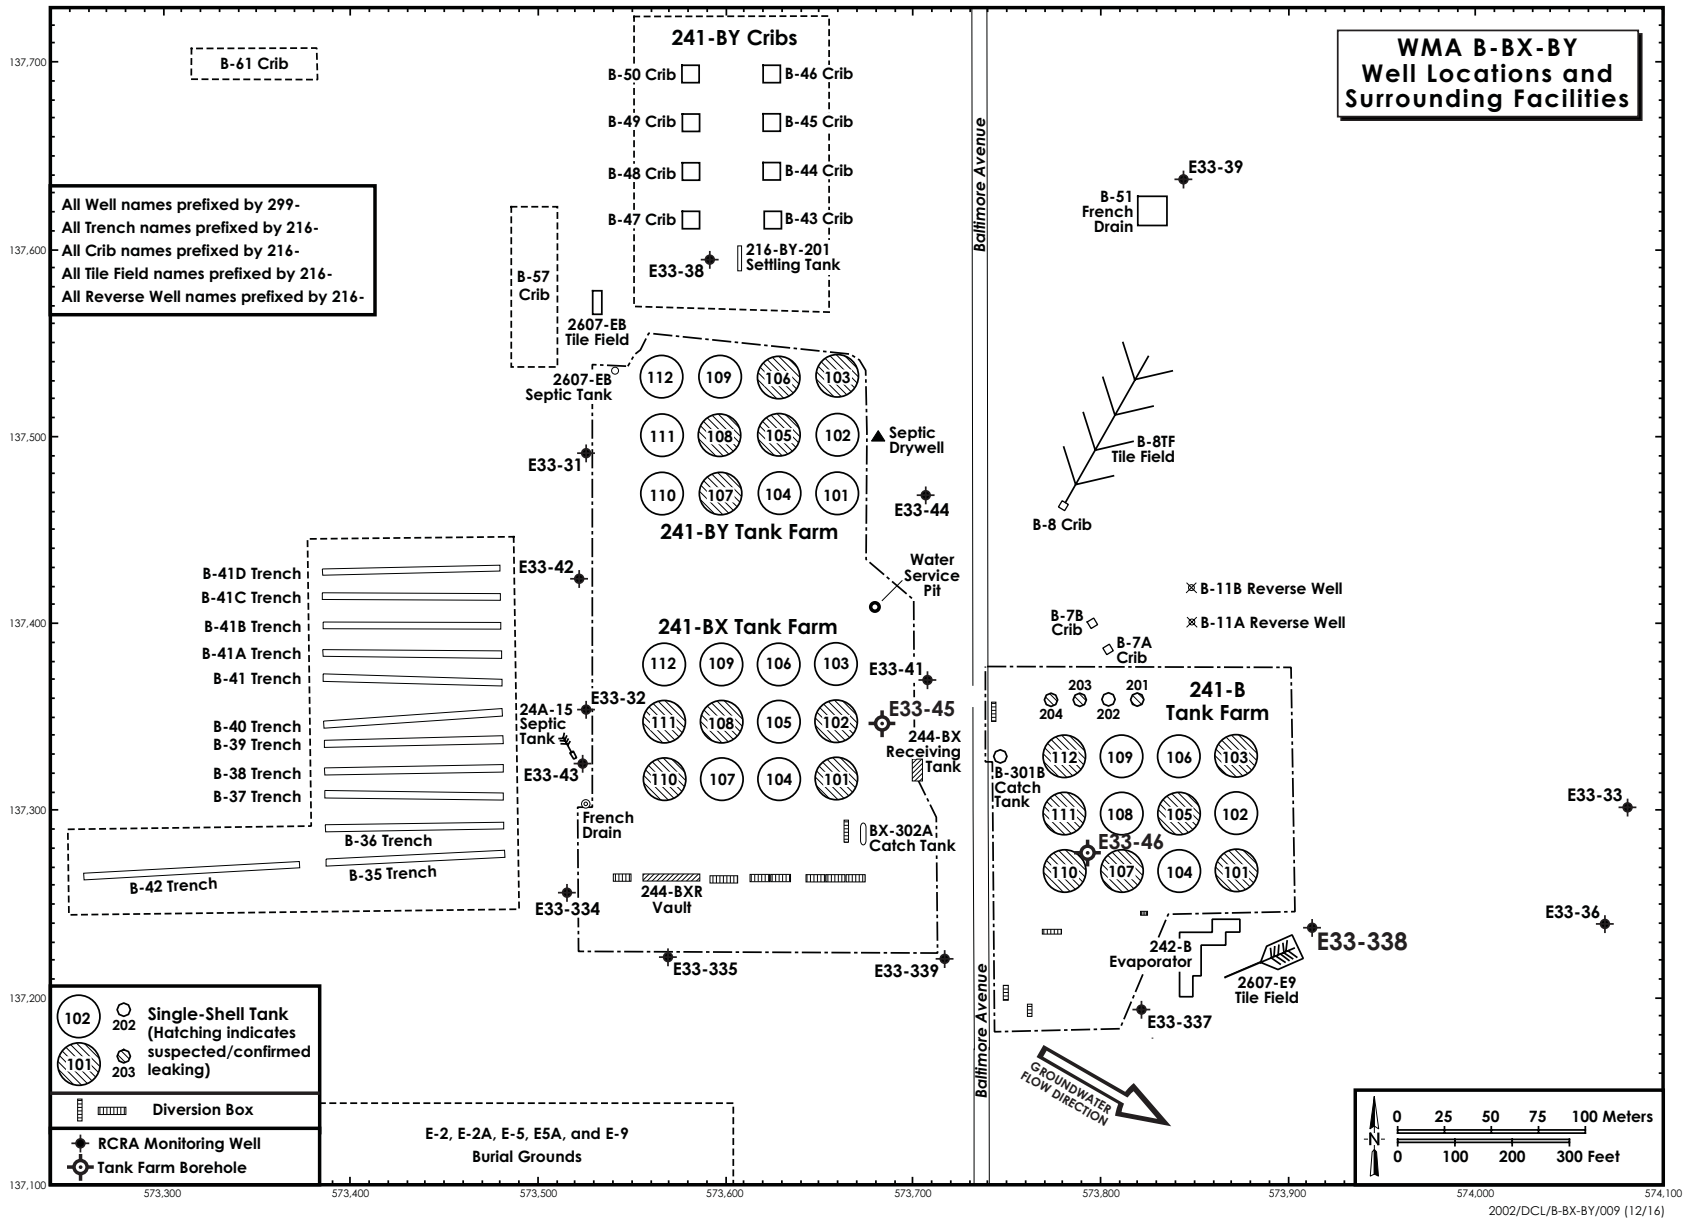 WMA B-BX-BY
Well Locations and
Surrounding Facilities
137,700
137,600
137,500
137,400
137,300
137,200
137,100
B-61 Crib
241-BY Cribs
B-50 Crib
B-46 Crib
B-49 Crib
B-45 Crib
B-48 Crib
B-44 Crib
B-47 Crib
B-43 Crib
E33-38
216-BY-201
Settling Tank
All Well names prefixed by 299-
All Trench names prefixed by 216-
All Crib names prefixed by 216-
All Tile Field names prefixed by 216-
All Reverse Well names prefixed by 216-
B-57
Crib
2607-EB
Tile Field
2607-EB
Septic Tank
Baltimore Avenue
E33-39
B-51
French
Drain
112
109
106
103
111
108
105
102
110
107
104
101
241-BY Tank Farm
Septic
Drywell
E33-31
E33-44
B-8TF
Tile Field
B-8 Crib
E33-42
Water
Service
Pit
B-11B Reverse Well
B-11A Reverse Well
B-7B
Crib
B-7A
Crib
B-41D Trench
B-41C Trench
B-41B Trench
B-41A Trench
B-41 Trench
B-40 Trench
B-39 Trench
B-38 Trench
B-37 Trench
B-36 Trench
B-35 Trench
B-42 Trench
241-BX Tank Farm
112
109
106
103
111
108
105
102
110
107
104
101
E33-41
E33-32
24A-15
Septic
Tank
E33-43
E33-45
244-BX
Receiving
Tank
French
Drain
BX-302A
Catch Tank
244-BXR
Vault
E33-334
E33-335
E33-339
241-B
Tank Farm
204
203
202
201
112
109
106
103
111
108
105
102
110
107
104
101
B-301B
Catch
Tank
E33-46
E33-33
E33-36
E33-338
242-B
Evaporator
2607-E9
Tile Field
E33-337
Baltimore Avenue
GROUNDWATER
FLOW DIRECTION
102
202
Single-Shell Tank
(Hatching indicates
suspected/confirmed
leaking)
101
203
Diversion Box
RCRA Monitoring Well
Tank Farm Borehole
E-2, E-2A, E-5, E5A, and E-9
Burial Grounds
N
0 25 50 75 100 Meters
0 100 200 300 Feet
573,300 573,400 573,500 573,600 573,700 573,800 573,900 574,000 574,100
2002/DCL/B-BX-BY/009 (12/16)